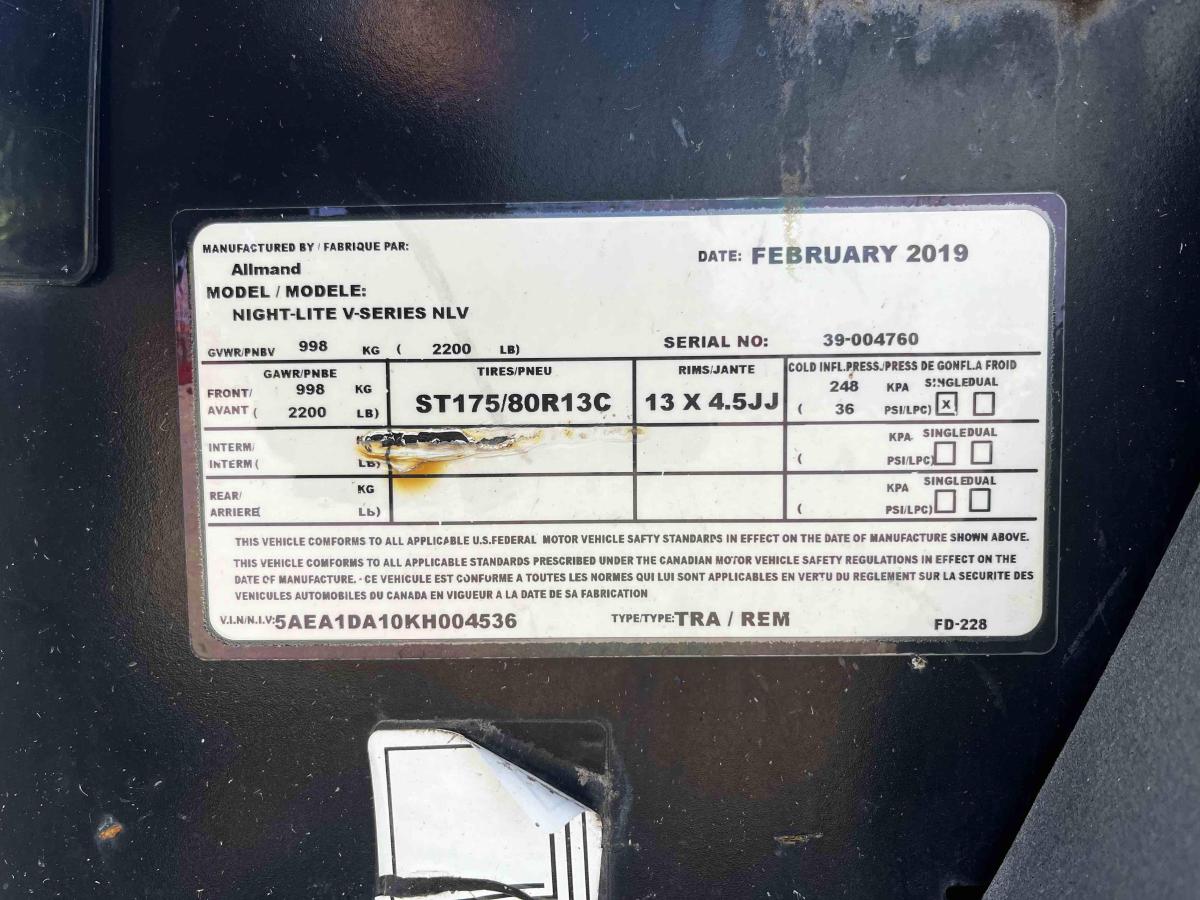 MANUFACTURED BY / FABRIQUE PAR:
Allmand
DATE: FEBRUARY 2019
MODEL / MODELE:
NIGHT-LITE V-SERIES NLV
GVWR/PNBV 998 KG ( 2200 LB)
SERIAL NO: 39-004760
GAWR/PNBE TIRES/PNEU RIMS/JANTE COLD INFL.PRESS./PRESS DE GONFL.A FROID
FRONT/ 998 KG 248 KPA SINGLE DUAL
AVANT ( 2200 LB) ST175/80R13C 13 X 4.5JJ ( 36 PSI/LPC) X
INTERM/ KPA SINGLE DUAL
INTERM ( LB) ( PSI/LPC)
REAR/ KG KPA SINGLE DUAL
ARRIERE( LB) ( PSI/LPC)
THIS VEHICLE COMFORMS TO ALL APPLICABLE U.S.FEDERAL MOTOR VEHICLE SAFTY STANDARDS IN EFFECT ON THE DATE OF MANUFACTURE SHOWN ABOVE.
THIS VEHICLE COMFORMS TO ALL APPLICABLE STANDARDS PRESCRIBED UNDER THE CANADIAN MOTOR VEHICLE SAFETY REGULATIONS IN EFFECT ON THE
DATE OF MANUFACTURE. - CE VEHICULE EST CONFORME A TOUTES LES NORMES QUI LUI SONT APPLICABLES EN VERTU DU REGLEMENT SUR LA SECURITE DES
VENICULES AUTOMOBILES DU CANADA EN VIGUEUR A LA DATE DE SA FABRICATION
V.I.N/N.I.V: 5AEA1DA10KH004536 TYPE/TYPE: TRA / REM FD-228